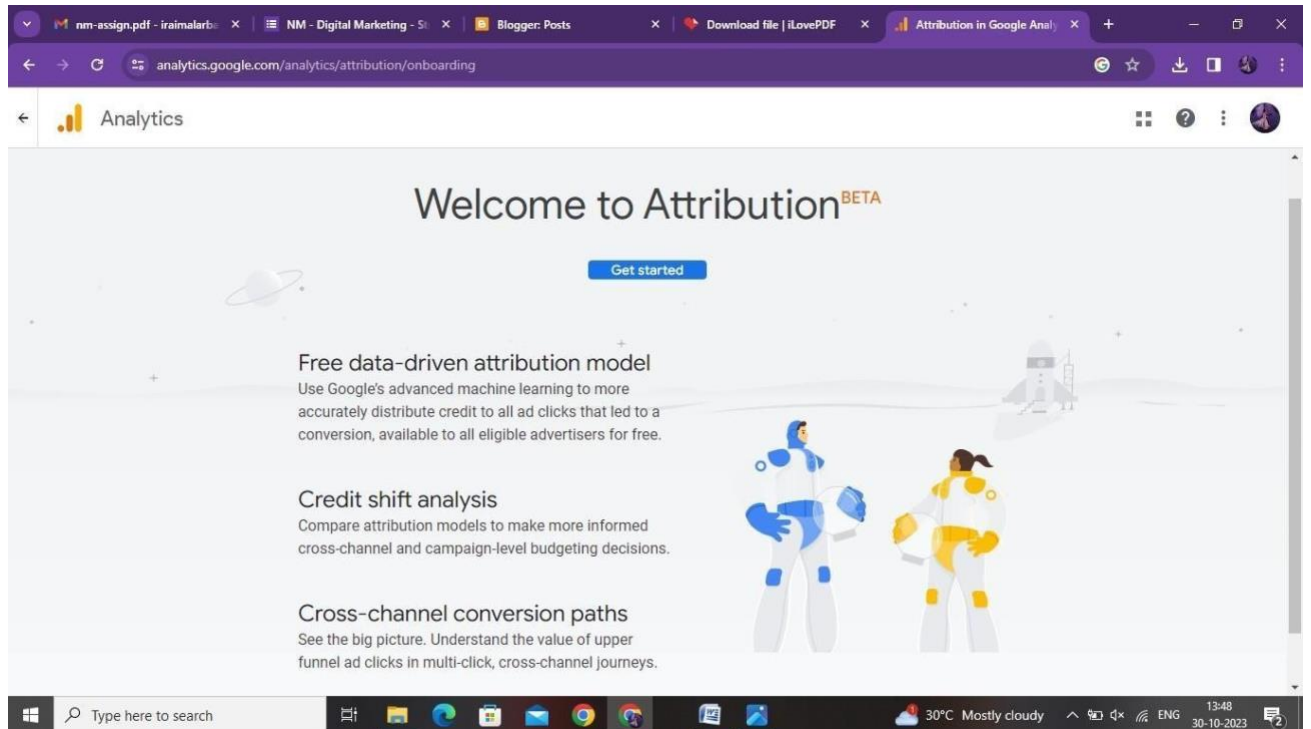 nm-assign.pdf - iraimalarb
NM - Digital Marketing - St
Blogger: Posts
Download file | iLovePDF
Attribution in Google Analy
analytics.google.com/analytics/attribution/onboarding
Analytics
Welcome to Attribution BETA
Get started
Free data-driven attribution model
Use Google's advanced machine learning to more
accurately distribute credit to all ad clicks that led to a
conversion, available to all eligible advertisers for free.
Credit shift analysis
Compare attribution models to make more informed
cross-channel and campaign-level budgeting decisions.
Cross-channel conversion paths
See the big picture. Understand the value of upper
funnel ad clicks in multi-click, cross-channel journeys.
Type here to search
30°C Mostly cloudy
ENG
13:48
30-10-2023
2